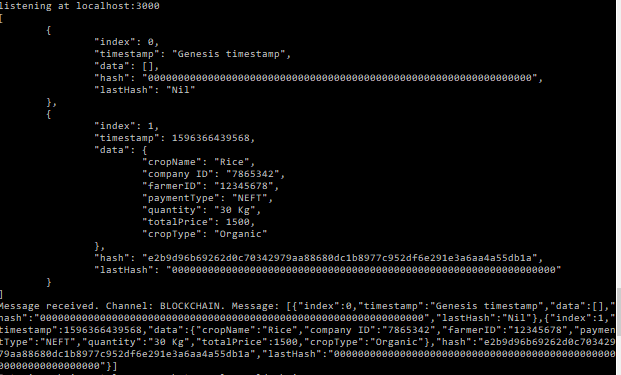 listening at localhost:3000
[
{
"index": 0,
"timestamp": "Genesis timestamp",
"data": [],
"hash": "0000000000000000000000000000000000000000000000000000000000000000",
"lastHash": "Nil"
},
{
"index": 1,
"timestamp": 1596366439568,
"data": {
"cropName": "Rice",
"company ID": "7865342",
"farmerID": "12345678",
"paymentType": "NEFT",
"quantity": "30 Kg",
"totalPrice": 1500,
"cropType": "Organic"
},
"hash": "e2b9d96b69262d0c70342979aa88680dc1b8977c952df6e291e3a6aa4a55db1a",
"lastHash": "0000000000000000000000000000000000000000000000000000000000000000"
}
]
Message received. Channel: BLOCKCHAIN. Message: [{"index":0,"timestamp":"Genesis timestamp","data":[],"
hash":"0000000000000000000000000000000000000000000000000000000000000000","lastHash":"Nil"},{"index":1,"
timestamp":1596366439568,"data":{"cropName":"Rice","company ID":"7865342","farmerID":"12345678","paymen
tType":"NEFT","quantity":"30 Kg","totalPrice":1500,"cropType":"Organic"},"hash":"e2b9d96b69262d0c703429
79aa88680dc1b8977c952df6e291e3a6aa4a55db1a","lastHash":"00000000000000000000000000000000000000000000000
00000000000000000"}]